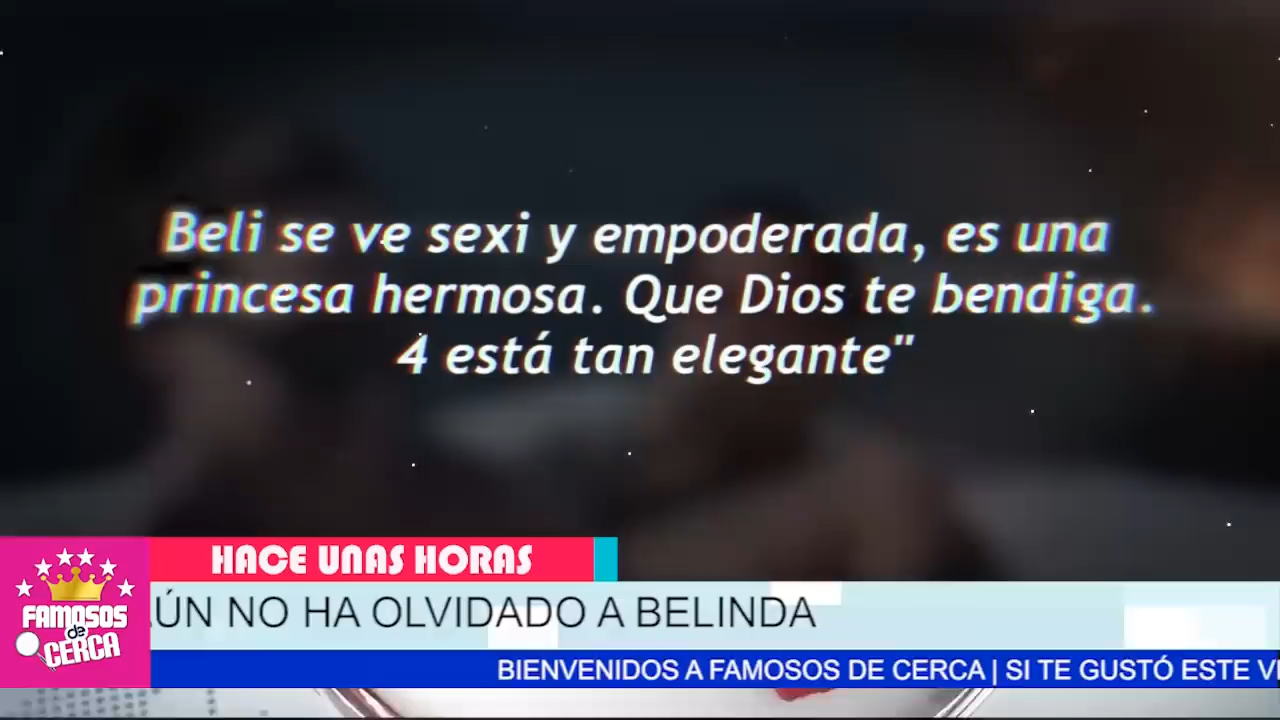 Beli se ve sexi y empoderada, es una
princesa hermosa. Que Dios te bendiga.
4 está tan elegante"
HACE UNAS HORAS
ÚN NO HA OLVIDADO A BELINDA
FAMOSOS
de
CERCA
BIENVENIDOS A FAMOSOS DE CERCA | SI TE GUSTÓ ESTE